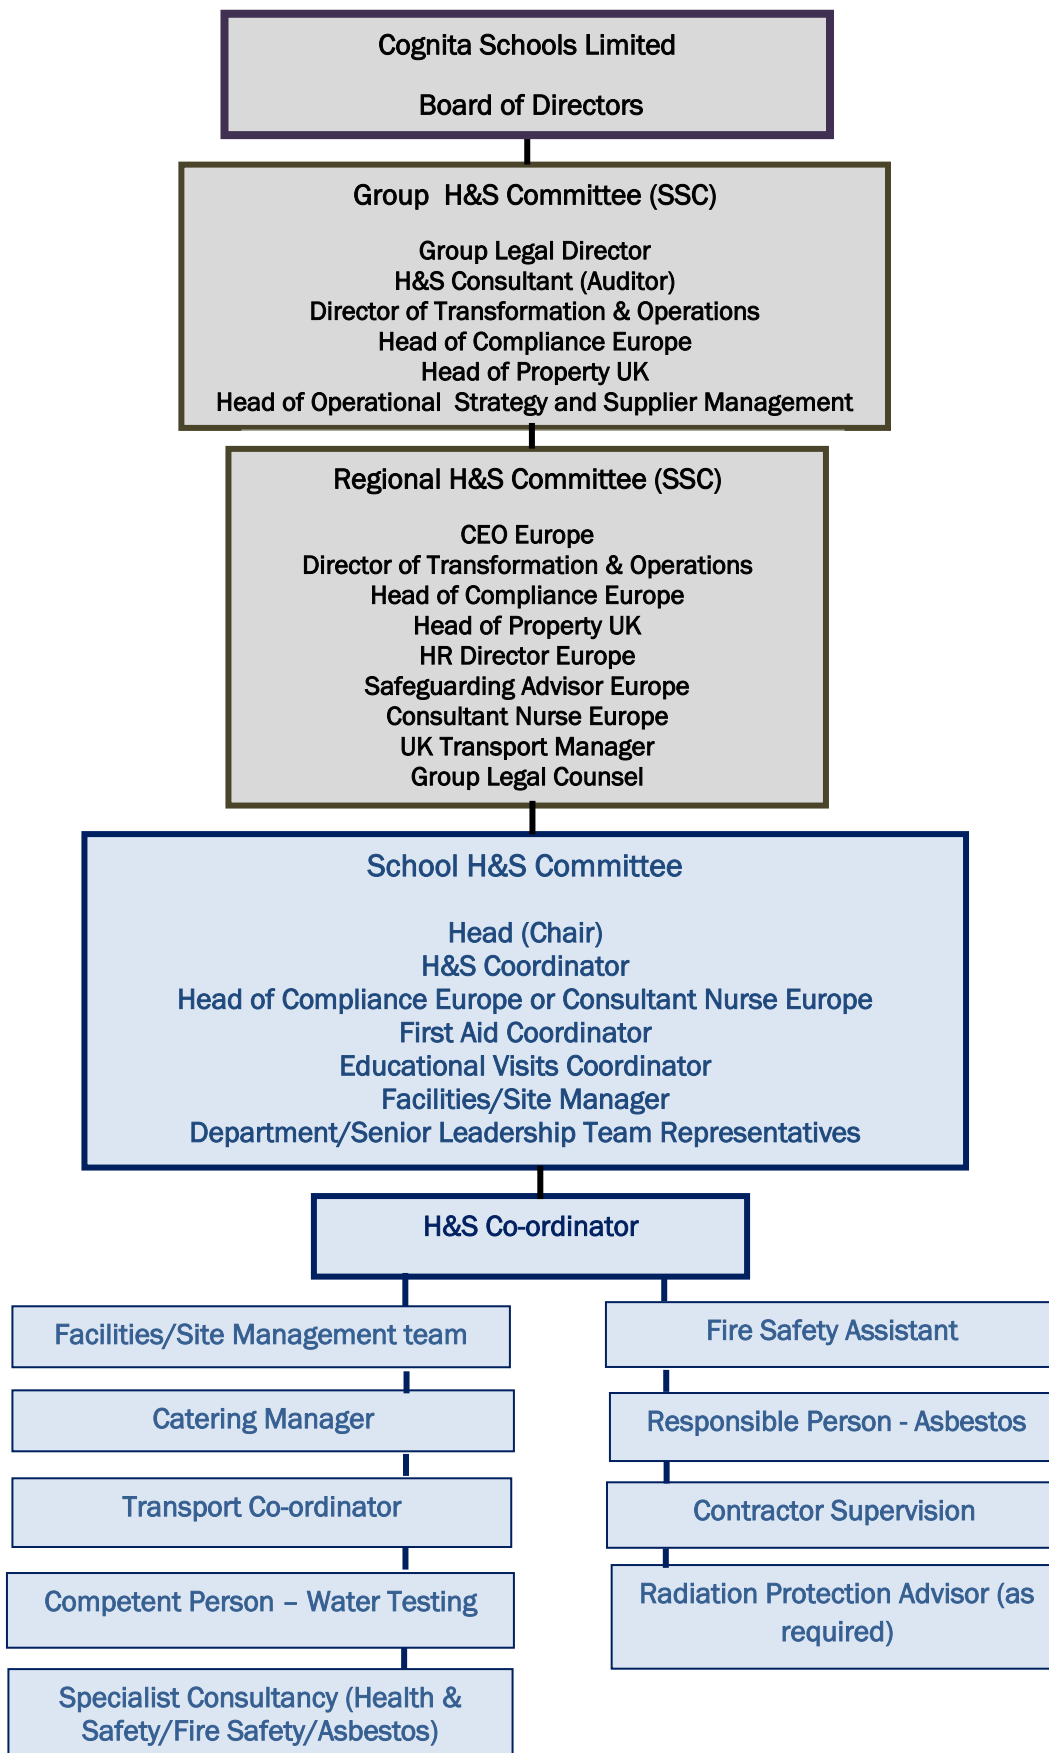 Cognita Schools Limited
Board of Directors
Group H&S Committee (SSC)
Group Legal Director
H&S Consultant (Auditor)
Director of Transformation & Operations
Head of Compliance Europe
Head of Property UK
Head of Operational Strategy and Supplier Management
Regional H&S Committee (SSC)
CEO Europe
Director of Transformation & Operations
Head of Compliance Europe
Head of Property UK
HR Director Europe
Safeguarding Advisor Europe
Consultant Nurse Europe
UK Transport Manager
Group Legal Counsel
School H&S Committee
Head (Chair)
H&S Coordinator
Head of Compliance Europe or Consultant Nurse Europe
First Aid Coordinator
Educational Visits Coordinator
Facilities/Site Manager
Department/Senior Leadership Team Representatives
H&S Co-ordinator
Facilities/Site Management team
Catering Manager
Transport Co-ordinator
Competent Person – Water Testing
Specialist Consultancy (Health &
Safety/Fire Safety/Asbestos)
Fire Safety Assistant
Responsible Person - Asbestos
Contractor Supervision
Radiation Protection Advisor (as
required)